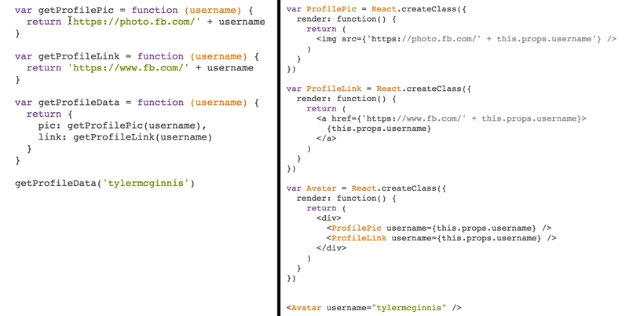 var getProfilePic = function (username) {
  return 'https://photo.fb.com/' + username
}

var getProfileLink = function (username) {
  return 'https://www.fb.com/' + username
}

var getProfileData = function (username) {
  return {
    pic: getProfilePic(username),
    link: getProfileLink(username)
  }
}

getProfileData('tylermcginnis')

var ProfilePic = React.createClass({
  render: function() {
    return (
      <img src={'https://photo.fb.com/' + this.props.username'} />
    )
  }
})

var ProfileLink = React.createClass({
  render: function() {
    return (
      <a href={'https://www.fb.com/' + this.props.username}>
        {this.props.username}
      </a>
    )
  }
})

var Avatar = React.createClass({
  render: function() {
    return (
      <div>
        <ProfilePic username={this.props.username} />
        <ProfileLink username={this.props.username} />
      </div>
    )
  }
})

<Avatar username="tylermcginnis" />